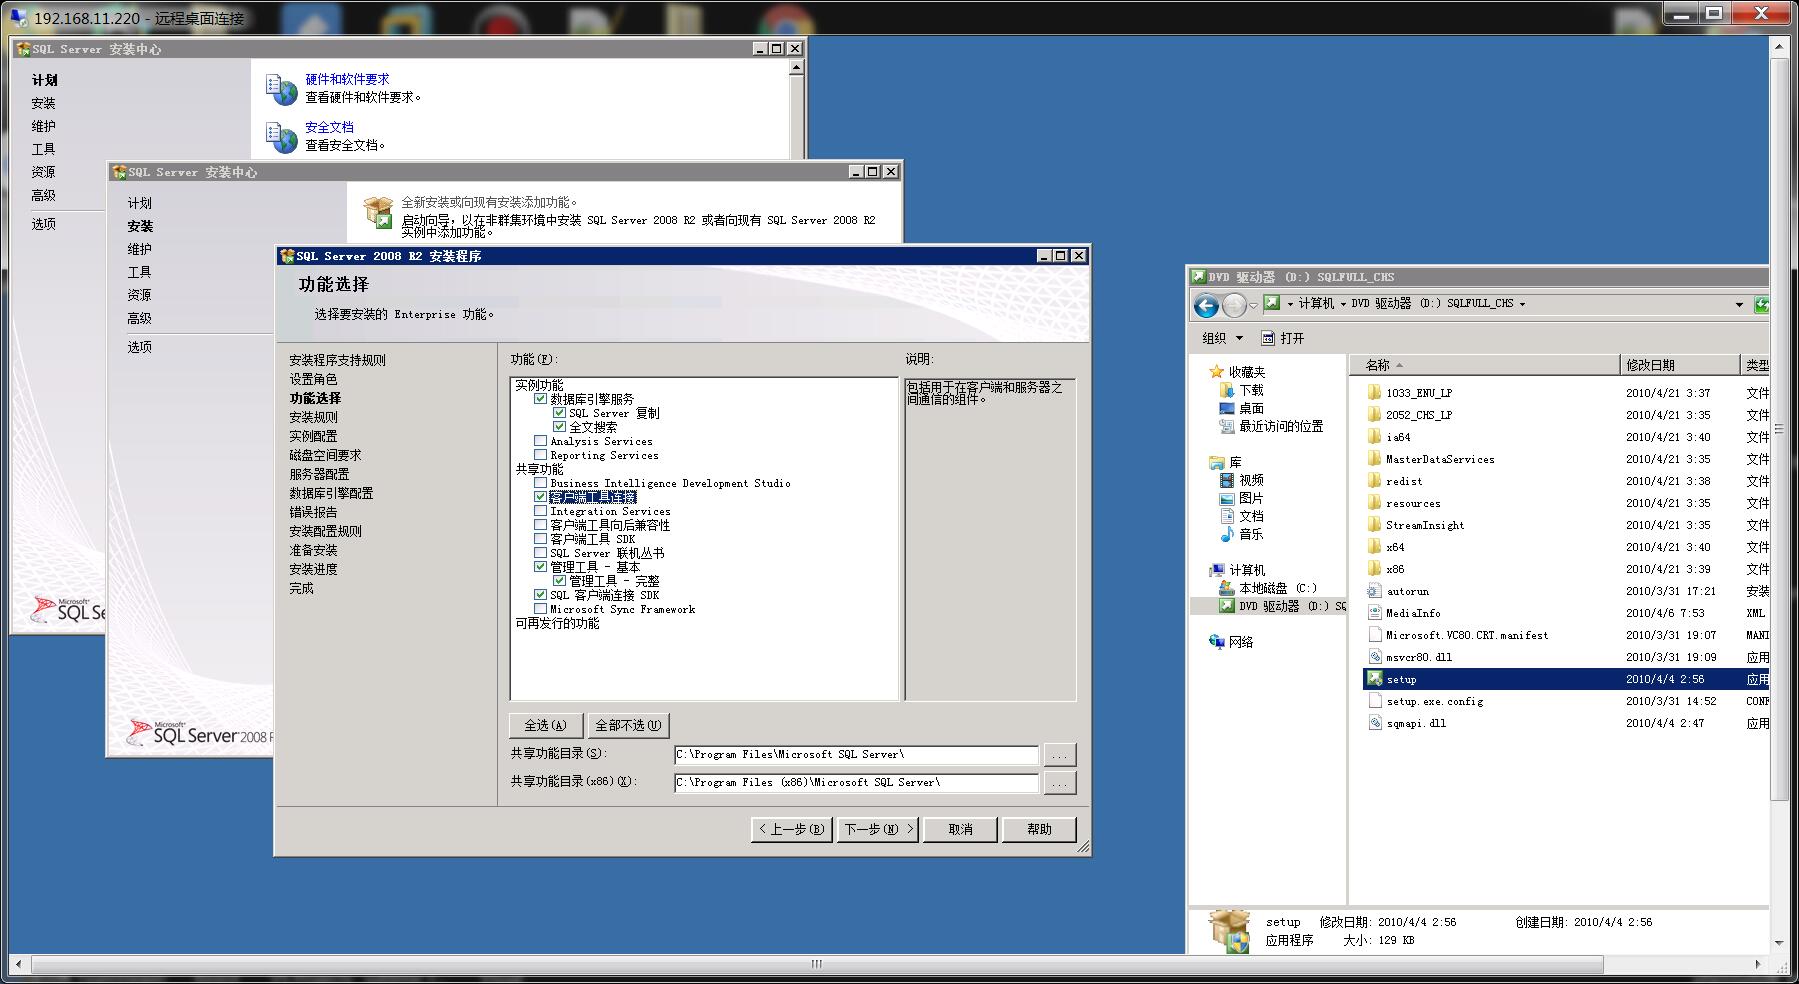 192.168.11.220 - 远程桌面连接
SQL Server 安装中心
计划
安装
维护
工具
资源
高级
选项
硬件和软件要求
查看硬件和软件要求。
安全文档
查看安全文档。
Microsoft
SQL Se
SQL Server 安装中心
计划
安装
维护
工具
资源
高级
选项
全新安装或向现有安装添加功能。
启动向导，以在非群集环境中安装 SQL Server 2008 R2 或者向现有 SQL Server 2008 R2
实例中添加功能。
Microsoft
SQL Server 2008 R
SQL Server 2008 R2 安装程序
功能选择
选择要安装的 Enterprise 功能。
安装程序支持规则
设置角色
功能选择
安装规则
实例配置
磁盘空间要求
服务器配置
数据库引擎配置
错误报告
安装配置规则
准备安装
安装进度
完成
功能(F):
实例功能
数据库引擎服务
SQL Server 复制
全文搜索
Analysis Services
Reporting Services
共享功能
Business Intelligence Development Studio
客户端工具连接
Integration Services
客户端工具向后兼容性
客户端工具 SDK
SQL Server 联机丛书
管理工具 - 基本
管理工具 - 完整
SQL 客户端连接 SDK
Microsoft Sync Framework
可再发行的功能
说明:
包括用于在客户端和服务器之
间通信的组件。
全选(A)
全部不选(U)
共享功能目录(S):
C:\Program Files\Microsoft SQL Server\
...
共享功能目录(x86)(X):
C:\Program Files (x86)\Microsoft SQL Server\
...
< 上一步(B)
下一步(N) >
取消
帮助
DVD 驱动器 (D:) SQLFULL_CHS
计算机
DVD 驱动器 (D:) SQLFULL_CHS
组织
打开
收藏夹
下载
桌面
最近访问的位置
库
视频
图片
文档
音乐
计算机
本地磁盘 (C:)
DVD 驱动器 (D:) SQ
网络
名称 修改日期 类型
1033_ENU_LP 2010/4/21 3:37 文件
2052_CHS_LP 2010/4/21 3:35 文件
ia64 2010/4/21 3:40 文件
MasterDataServices 2010/4/21 3:35 文件
redist 2010/4/21 3:38 文件
resources 2010/4/21 3:35 文件
StreamInsight 2010/4/21 3:35 文件
x64 2010/4/21 3:40 文件
x86 2010/4/21 3:39 文件
autorun 2010/3/31 17:21 安装
MediaInfo 2010/4/6 7:53 XML
Microsoft.VC80.CRT.manifest 2010/3/31 19:07 MANI
msvcr80.dll 2010/3/31 19:09 应用
setup 2010/4/4 2:56 应用
setup.exe.config 2010/3/31 14:52 CONF
sqmapi.dll 2010/4/4 2:47 应用
setup 修改日期: 2010/4/4 2:56 创建日期: 2010/4/4 2:56
应用程序 大小: 129 KB